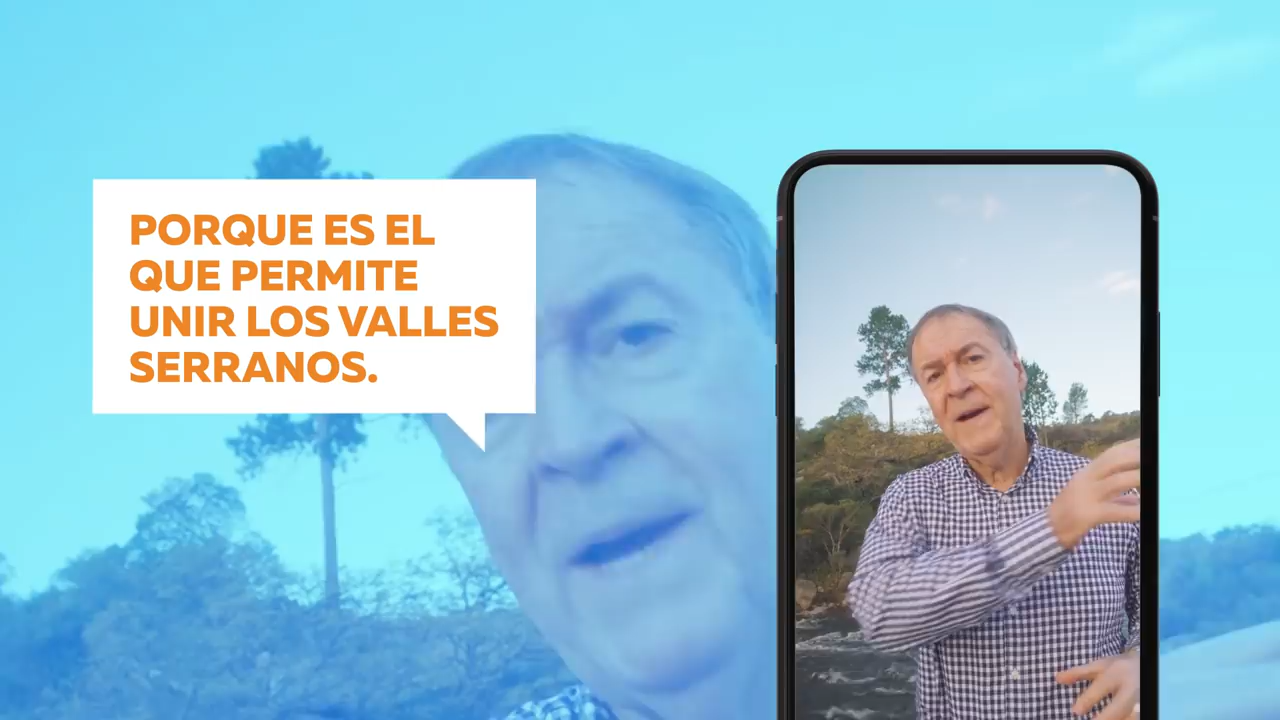 PORQUE ES EL
QUE PERMITE
UNIR LOS VALLES
SERRANOS.